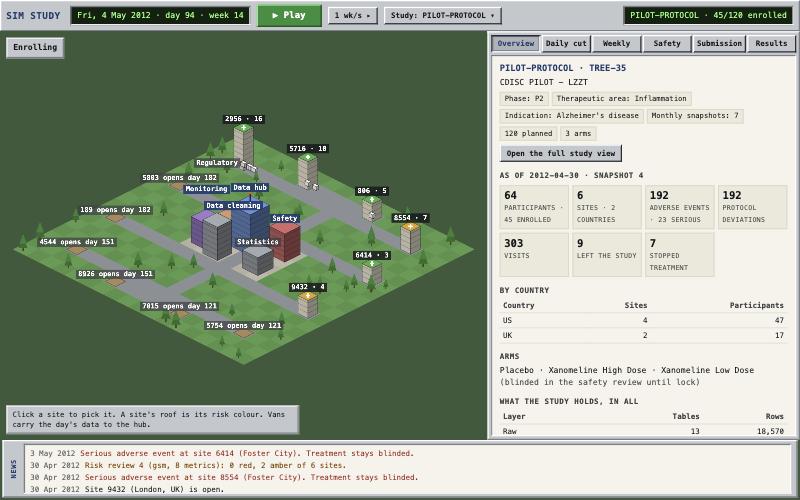 SIM STUDY
Fri, 4 May 2012 · day 94 · week 14
▶ Play
1 wk/s ▸
Study: PILOT-PROTOCOL ▾
PILOT-PROTOCOL · 45/120 enrolled
Enrolling
2956 · 16
5716 · 18
Regulatory
5803 opens day 182
Monitoring
Data hub
806 · 5
Data cleaning
189 opens day 182
Safety
8554 · 7
4544 opens day 151
Statistics
6414 · 3
8926 opens day 151
9432 · 4
7015 opens day 121
5754 opens day 121
Click a site to pick it. A site's roof is its risk colour. Vans
carry the day's data to the hub.
Overview
Daily cut
Weekly
Safety
Submission
Results
PILOT-PROTOCOL · TREE-35
CDISC PILOT - LZZT
Phase: P2
Therapeutic area: Inflammation
Indication: Alzheimer's disease
Monthly snapshots: 7
120 planned
3 arms
Open the full study view
AS OF 2012-04-30 · SNAPSHOT 4
64
PARTICIPANTS ·
45 ENROLLED
6
SITES · 2
COUNTRIES
192
ADVERSE EVENTS
· 23 SERIOUS
192
PROTOCOL
DEVIATIONS
303
VISITS
9
LEFT THE STUDY
7
STOPPED
TREATMENT
BY COUNTRY
Country Sites Participants
US 4 47
UK 2 17
ARMS
Placebo · Xanomeline High Dose · Xanomeline Low Dose
(blinded in the safety review until lock)
WHAT THE STUDY HOLDS, IN ALL
Layer Tables Rows
Raw 13 18,570
NEWS
3 May 2012 Serious adverse event at site 6414 (Foster City). Treatment stays blinded.
30 Apr 2012 Risk review 4 (gsm, 8 metrics): 0 red, 2 amber of 6 sites.
30 Apr 2012 Serious adverse event at site 8554 (Foster City). Treatment stays blinded.
30 Apr 2012 Site 9432 (London, UK) is open.